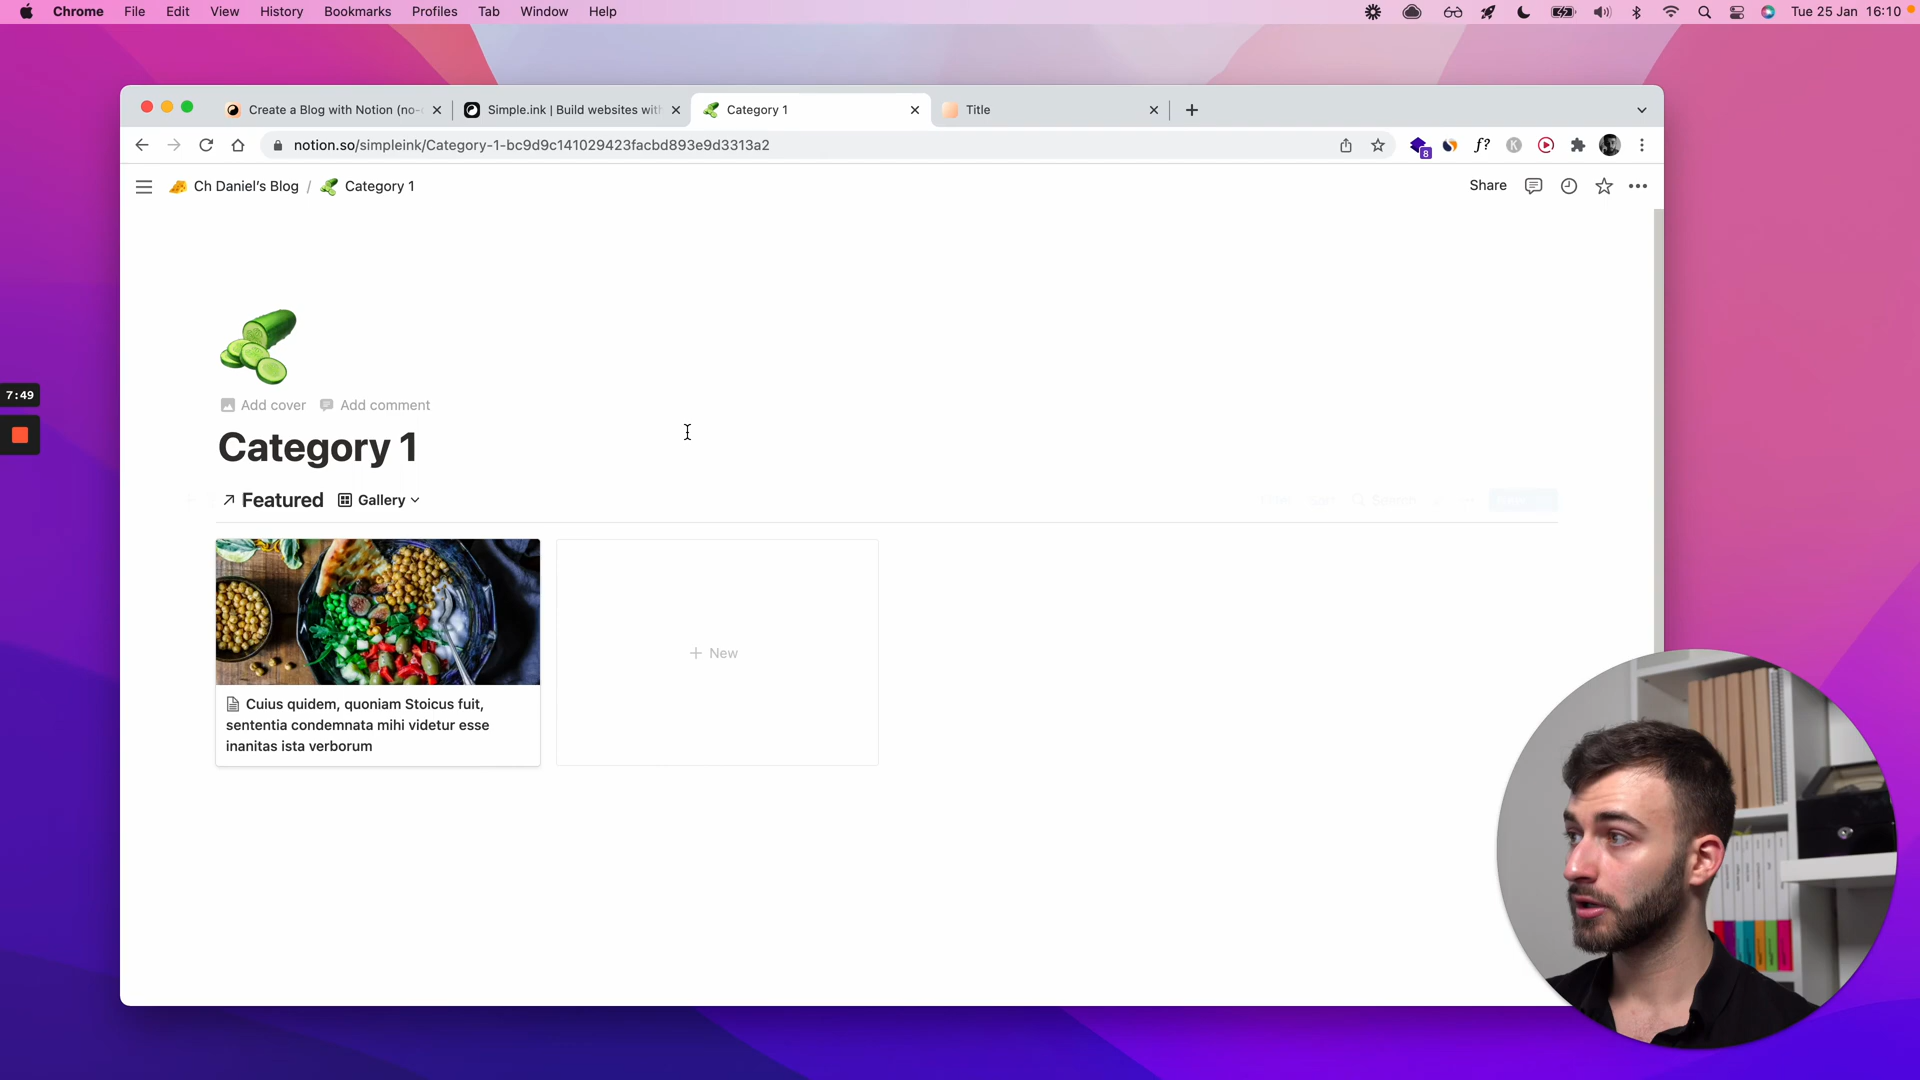 Chrome File Edit View History Bookmarks Profiles Tab Window Help Tue 25 Jan 16:10
Create a Blog with Notion (no- Simple.ink | Build websites with Category 1 Title
notion.so/simpleink/Category-1-bc9d9c141029423facbd893e9d3313a2 8 f? K
Ch Daniel's Blog / Category 1 Share
7:49
Add cover Add comment
Category 1
Featured Gallery Search
+ New
Cuius quidem, quoniam Stoicus fuit,
sententia condemnata mihi videtur esse
inanitas ista verborum